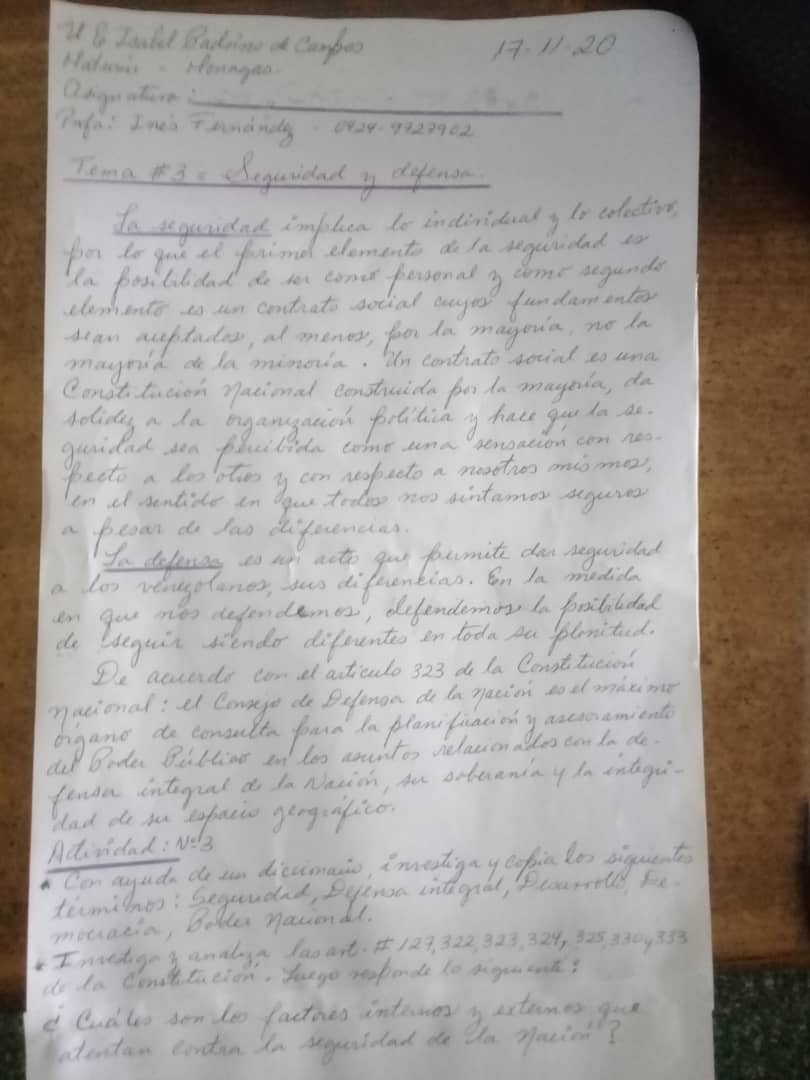 U E Isabel Padrino de Campos 17-11-20
Maturín - Monagas.
Asignatura:
Profa: Inés Fernández - 0424-9727902
Tema #3 = Seguridad y defensa.
La seguridad implica lo individual y lo colectivo,
por lo que el primer elemento de la seguridad es
la posibilidad de ser como personal y como segundo
elemento es un contrato social cuyos fundamentos
sean aceptados, al menos, por la mayoría, no la
mayoría de la minoría. Un contrato social es una
Constitución Nacional construida por la mayoría, da
solidez a la organización política y hace que la se-
guridad sea percibida como una sensación con res-
pecto a los otros y con respecto a nosotros mismos,
en el sentido en que todos nos sintamos seguros
a pesar de las diferencias.
La defensa es un acto que permite dar seguridad
a los venezolanos, sus diferencias. En la medida
en que nos defendemos, defendemos la posibilidad
de seguir siendo diferentes en toda su plenitud.
De acuerdo con el artículo 323 de la Constitución
Nacional: el Consejo de Defensa de la Nación es el máximo
órgano de consulta para la planificación y asesoramiento
del Poder Público en los asuntos relacionados con la de-
fensa integral de la Nación, su soberanía y la integri-
dad de su espacio geográfico.
Actividad: Nº3
• Con ayuda de un diccionario, investiga y copia los siguientes
términos: Seguridad, Defensa integral, Desarrollo, De-
mocracia, Poder Nacional.
• Investiga y analiza las art. # 127,322,323,324,325,330y333
de la Constitución. Luego responde lo siguiente:
¿ Cuáles son los factores internos y externos que
atentan contra la seguridad de la Nación?